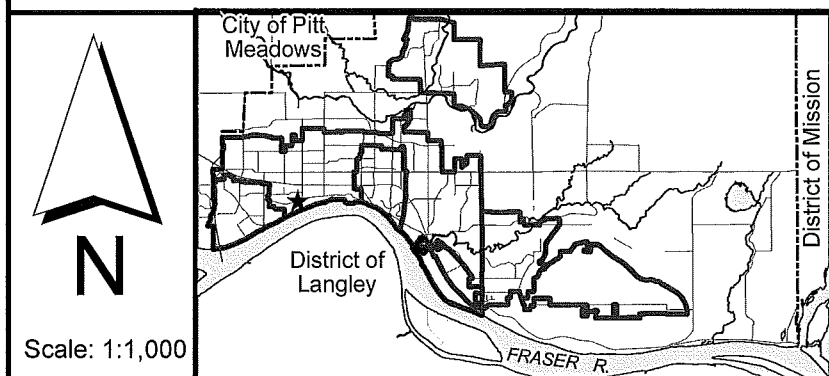 City of Pitt
Meadows
District of Mission
N
District of
Langley
Scale: 1:1,000
FRASER R.